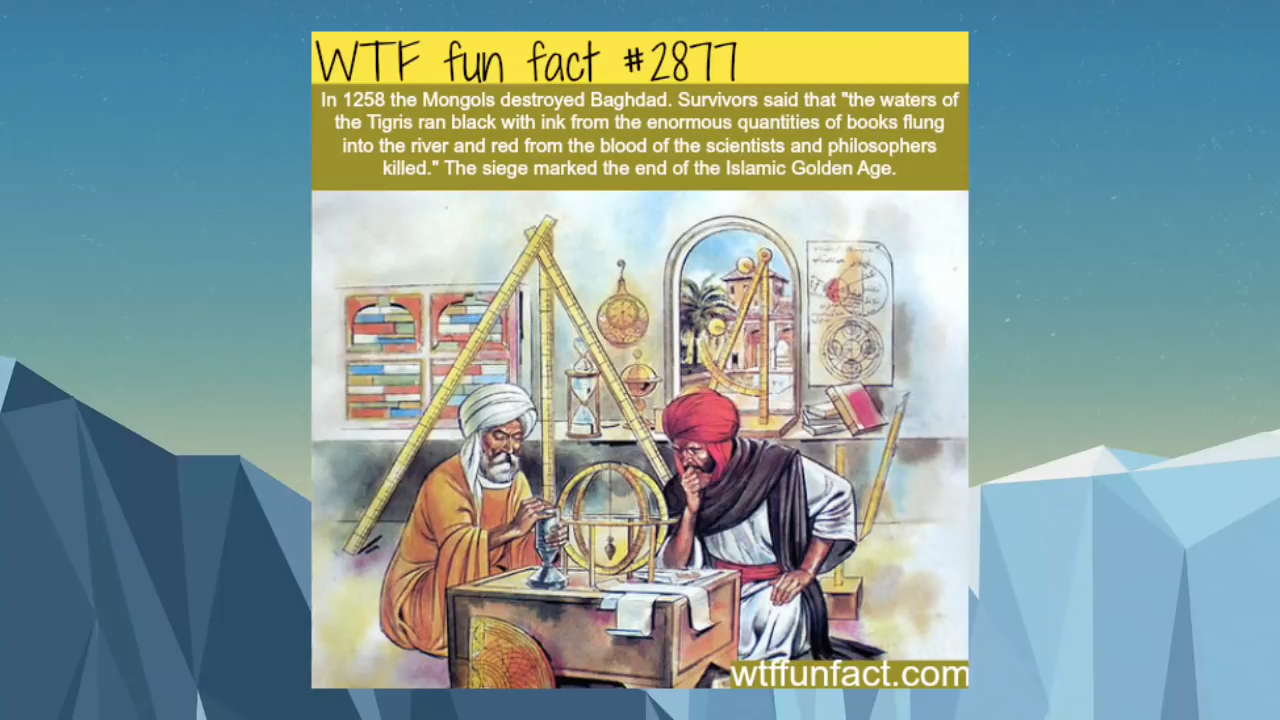 WTF fun fact #2877
In 1258 the Mongols destroyed Baghdad. Survivors said that "the waters of
the Tigris ran black with ink from the enormous quantities of books flung
into the river and red from the blood of the scientists and philosophers
killed." The siege marked the end of the Islamic Golden Age.
wtffunfact.com